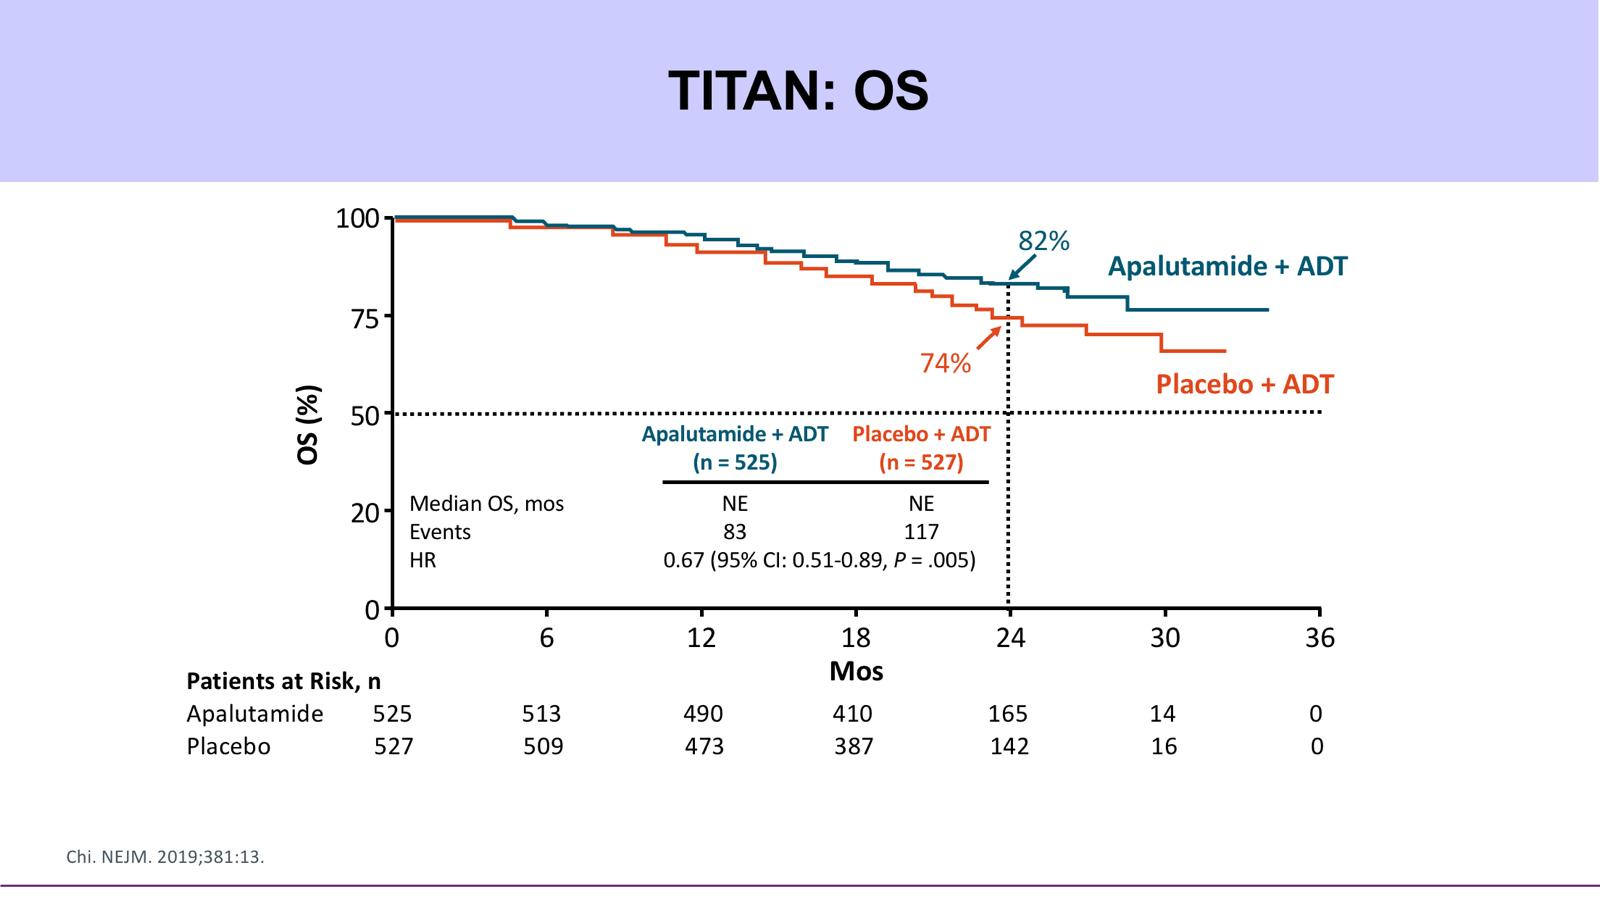 TITAN: OS
100
75
50
20
0
OS (%)
82%
74%
Apalutamide + ADT
Placebo + ADT
Apalutamide + ADT Placebo + ADT
(n = 525) (n = 527)
Median OS, mos NE NE
Events 83 117
HR 0.67 (95% CI: 0.51-0.89, P = .005)
0 6 12 18 24 30 36
Mos
Patients at Risk, n
Apalutamide 525 513 490 410 165 14 0
Placebo 527 509 473 387 142 16 0
Chi. NEJM. 2019;381:13.